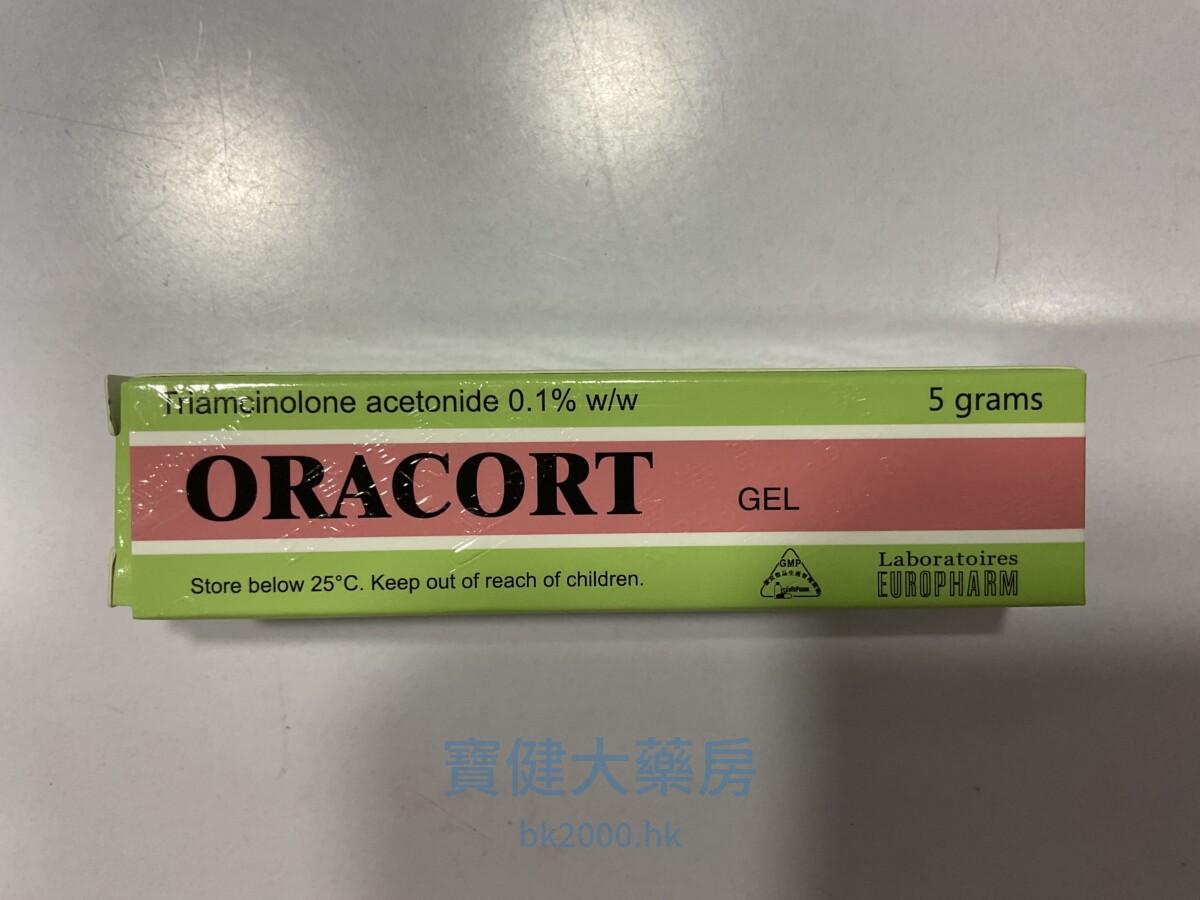 Triamcinolone acetonide 0.1% w/w
5 grams
ORACORT
GEL
Store below 25°C. Keep out of reach of children.
GMP
Laboratoires
EUROPHARM
寶健大藥房
bk2000.hk